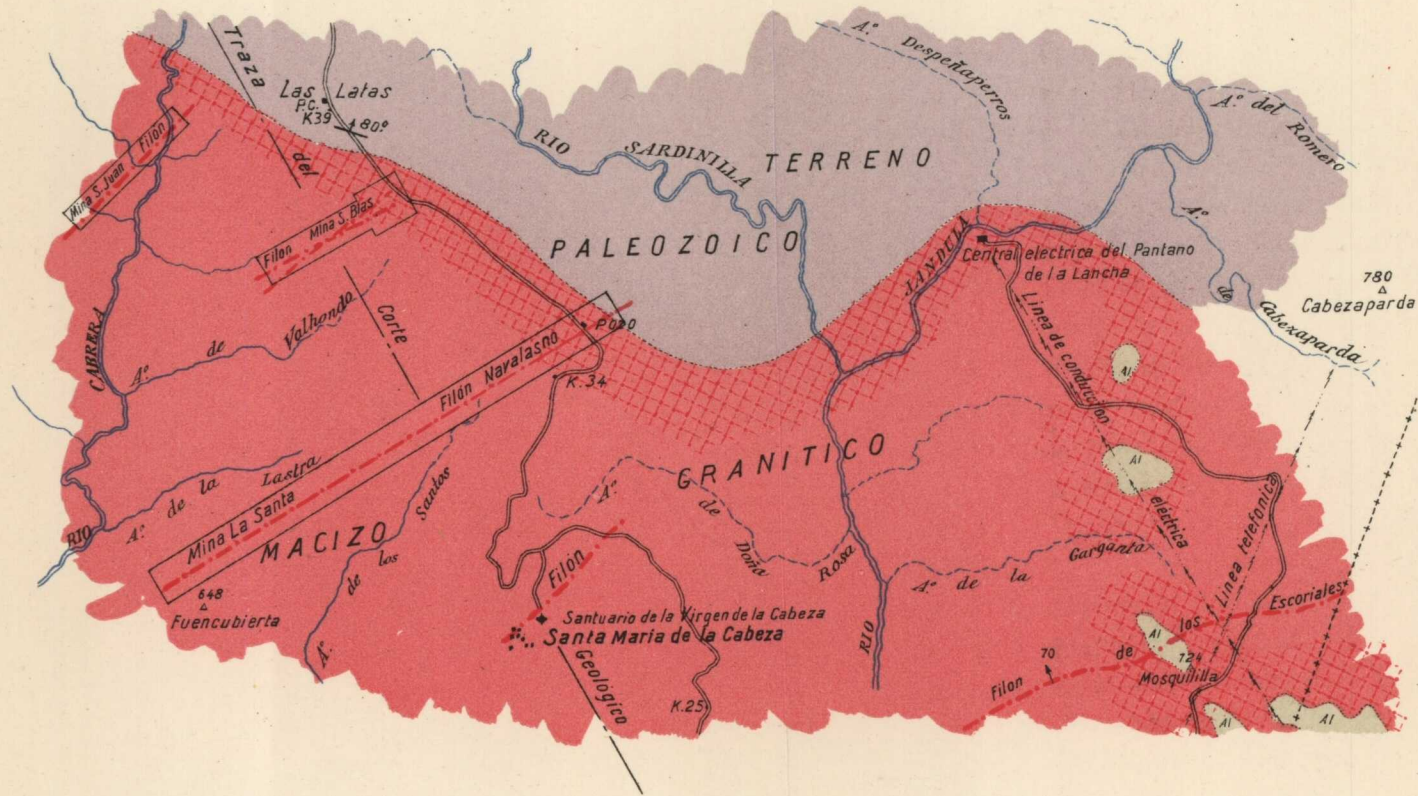 Traza
del
Corte
Geológico
Las Latas
P.C.
K39
80º
Aº Despeñaperros
Aº del Romero
RIO SARDINILLA
TERRENO
PALEOZOICO
Mina S. Juan Filón
Filón Mina S. Blas
RIO CABRERA
Aº de Valhondo
Aº de la Lastra
Mina La Santa Filón Navalasno
Pozo
K.34
JANDULA
RIO
Central electrica del Pantano
de la Lancha
Linea de conducción eléctrica
Aº de Cabezaparda
780
Cabezaparda
Al
Al
MACIZO
GRANITICO
Aº de los Santos
Aº de Doña Rosa
Aº de la Garganta
Linea telefonica
648
Fuencubierta
Filón
Santuario de la Virgen de la Cabeza
Santa Maria de la Cabeza
K.25
Filon de los Escoriales
70
Al
724
Mosquililla
Al
Al